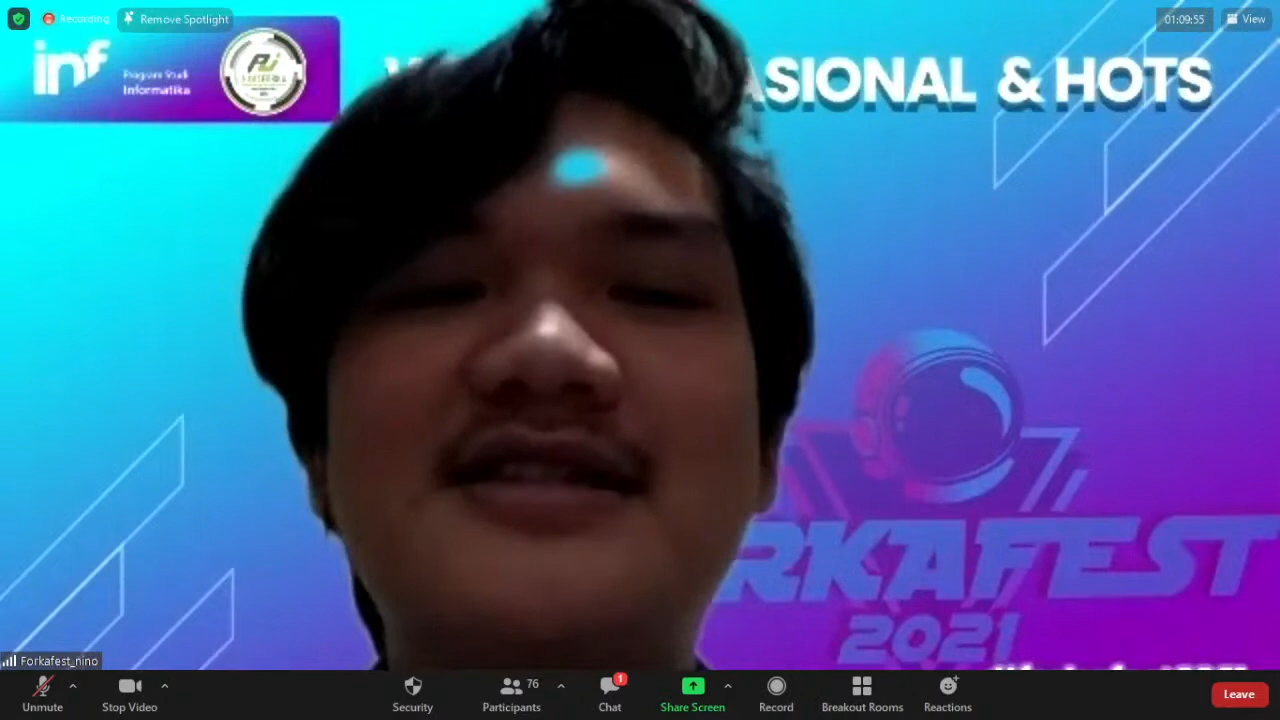 Recording
Remove Spotlight
01:09:55
View
inf
Program Studi
Informatika
ASIONAL & HOTS
RKAFEST
2021
Forkafest_nino
Unmute
Stop Video
Security
76
Participants
1
Chat
Share Screen
Record
Breakout Rooms
Reactions
Leave